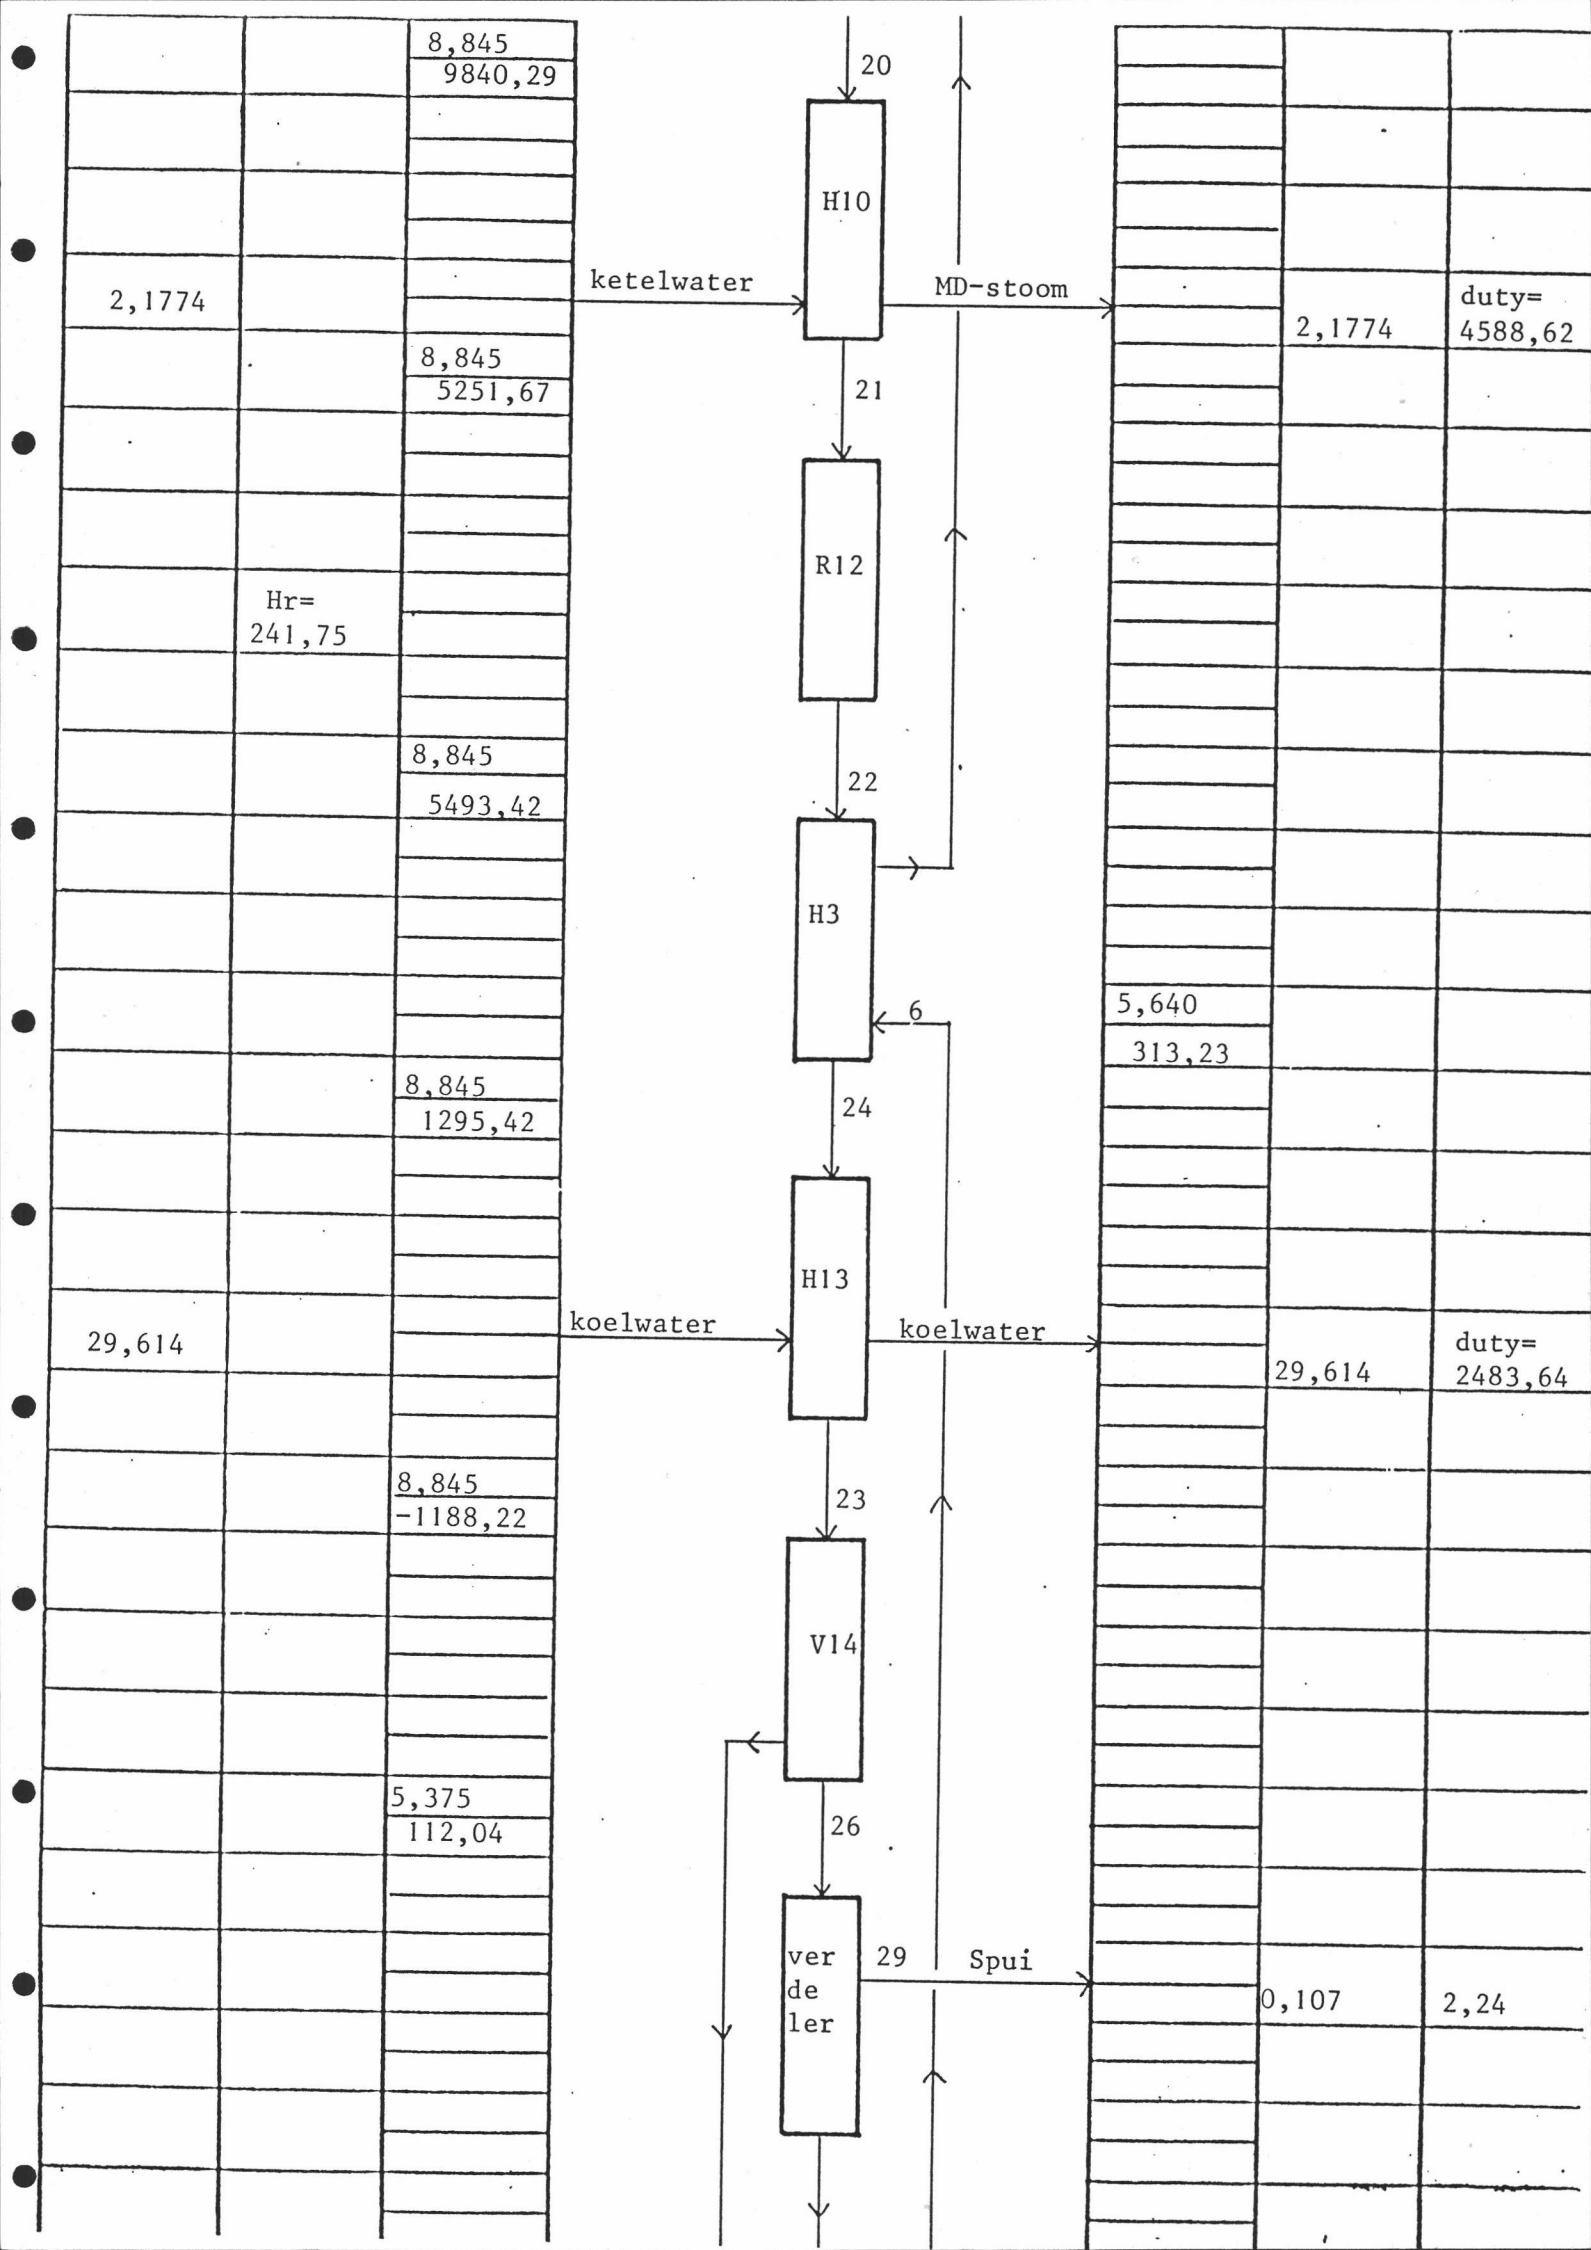 8,845
9840,29
20
H10
ketelwater
MD-stoom
2,1774
duty=
2,1774
4588,62
8,845
5251,67
21
R12
Hr=
241,75
8,845
5493,42
22
H3
6
5,640
313,23
8,845
1295,42
24
H13
koelwater
koelwater
29,614
duty=
29,614
2483,64
8,845
-1188,22
23
V14
5,375
112,04
26
ver
de
ler
29
Spui
0,107
2,24